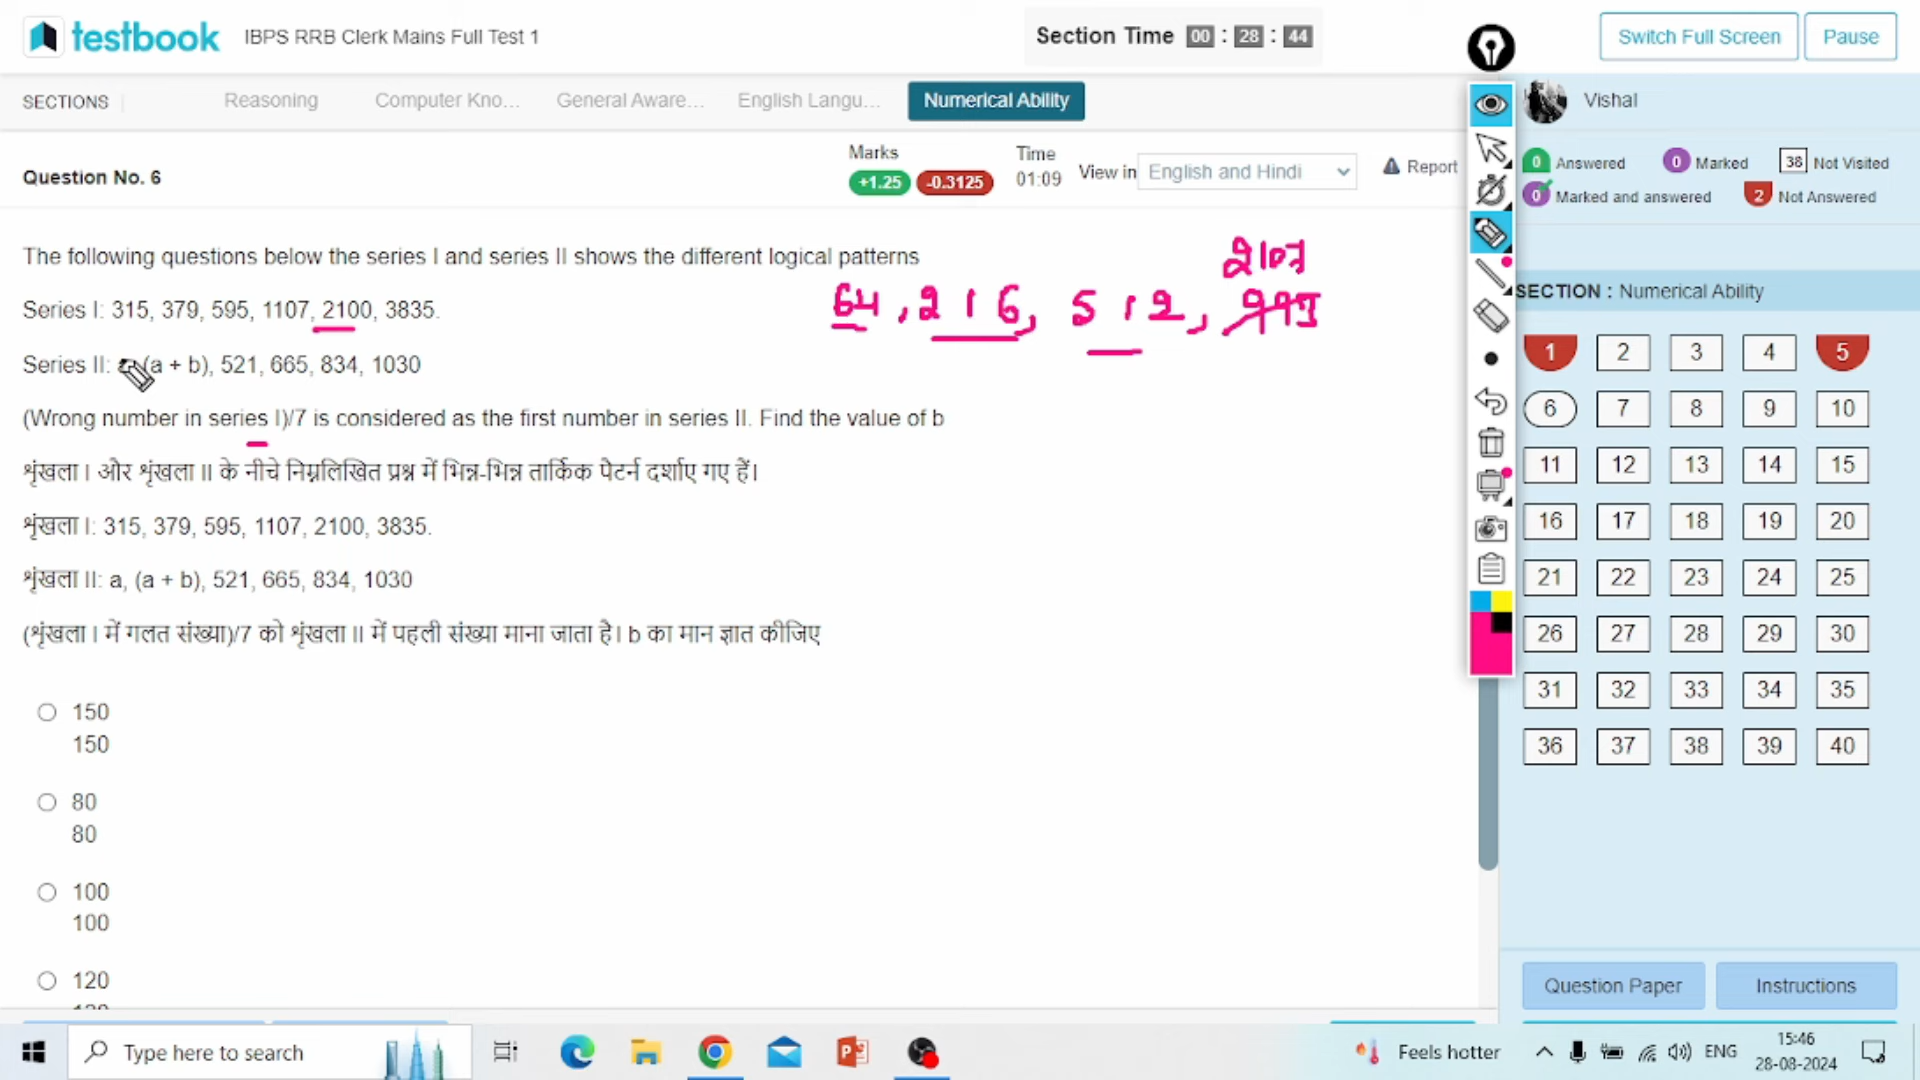 testbook IBPS RRB Clerk Mains Full Test 1 Section Time 00 : 28 : 44 Switch Full Screen Pause
SECTIONS Reasoning Computer Kno... General Aware... English Langu... Numerical Ability Vishal
Question No. 6 Marks +1.25 -0.3125 Time 01:09 View in English and Hindi Report
0 Answered 0 Marked 38 Not Visited
0 Marked and answered 2 Not Answered
The following questions below the series I and series II shows the different logical patterns
2107
Series I: 315, 379, 595, 1107, 2100, 3835.
64, 216, 512,
Series II: (a + b), 521, 665, 834, 1030
(Wrong number in series I)/7 is considered as the first number in series II. Find the value of b
शृंखला I और शृंखला II के नीचे निम्नलिखित प्रश्न में भिन्न-भिन्न तार्किक पैटर्न दर्शाए गए हैं।
शृंखला I: 315, 379, 595, 1107, 2100, 3835.
शृंखला II: a, (a + b), 521, 665, 834, 1030
(शृंखला I में गलत संख्या)/7 को शृंखला II में पहली संख्या माना जाता है। b का मान ज्ञात कीजिए
150
150
80
80
100
100
120
SECTION : Numerical Ability
1 2 3 4 5
6 7 8 9 10
11 12 13 14 15
16 17 18 19 20
21 22 23 24 25
26 27 28 29 30
31 32 33 34 35
36 37 38 39 40
Question Paper Instructions
Type here to search Feels hotter ENG 15:46
28-08-2024